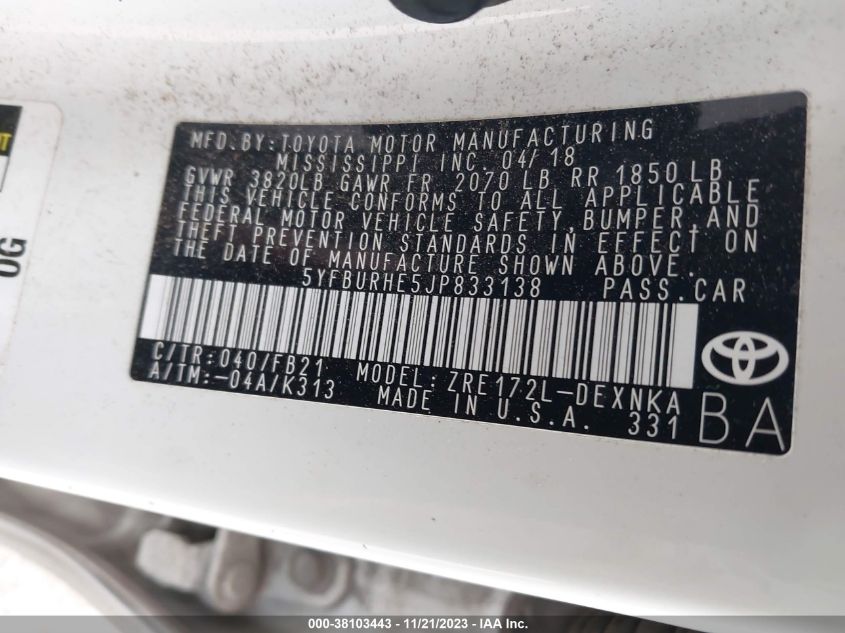 MFD.BY:TOYOTA MOTOR MANUFACTURING
MISSISSIPPI INC 04/18
GVWR 3820LB GAWR FR 2070 LB RR 1850 LB
THIS VEHICLE CONFORMS TO ALL APPLICABLE
FEDERAL MOTOR VEHICLE SAFETY,BUMPER,AND
THEFT PREVENTION STANDARDS IN EFFECT ON
THE DATE OF MANUFACTURE SHOWN ABOVE.
5YFBURHE5JP833138 PASS.CAR
C/TR:040/FB21
A/TM:-04A/K313
MODEL: ZRE172L-DEXNKA
MADE IN U.S.A. 331
BA
OG
000-38103443 - 11/21/2023 - IAA Inc.